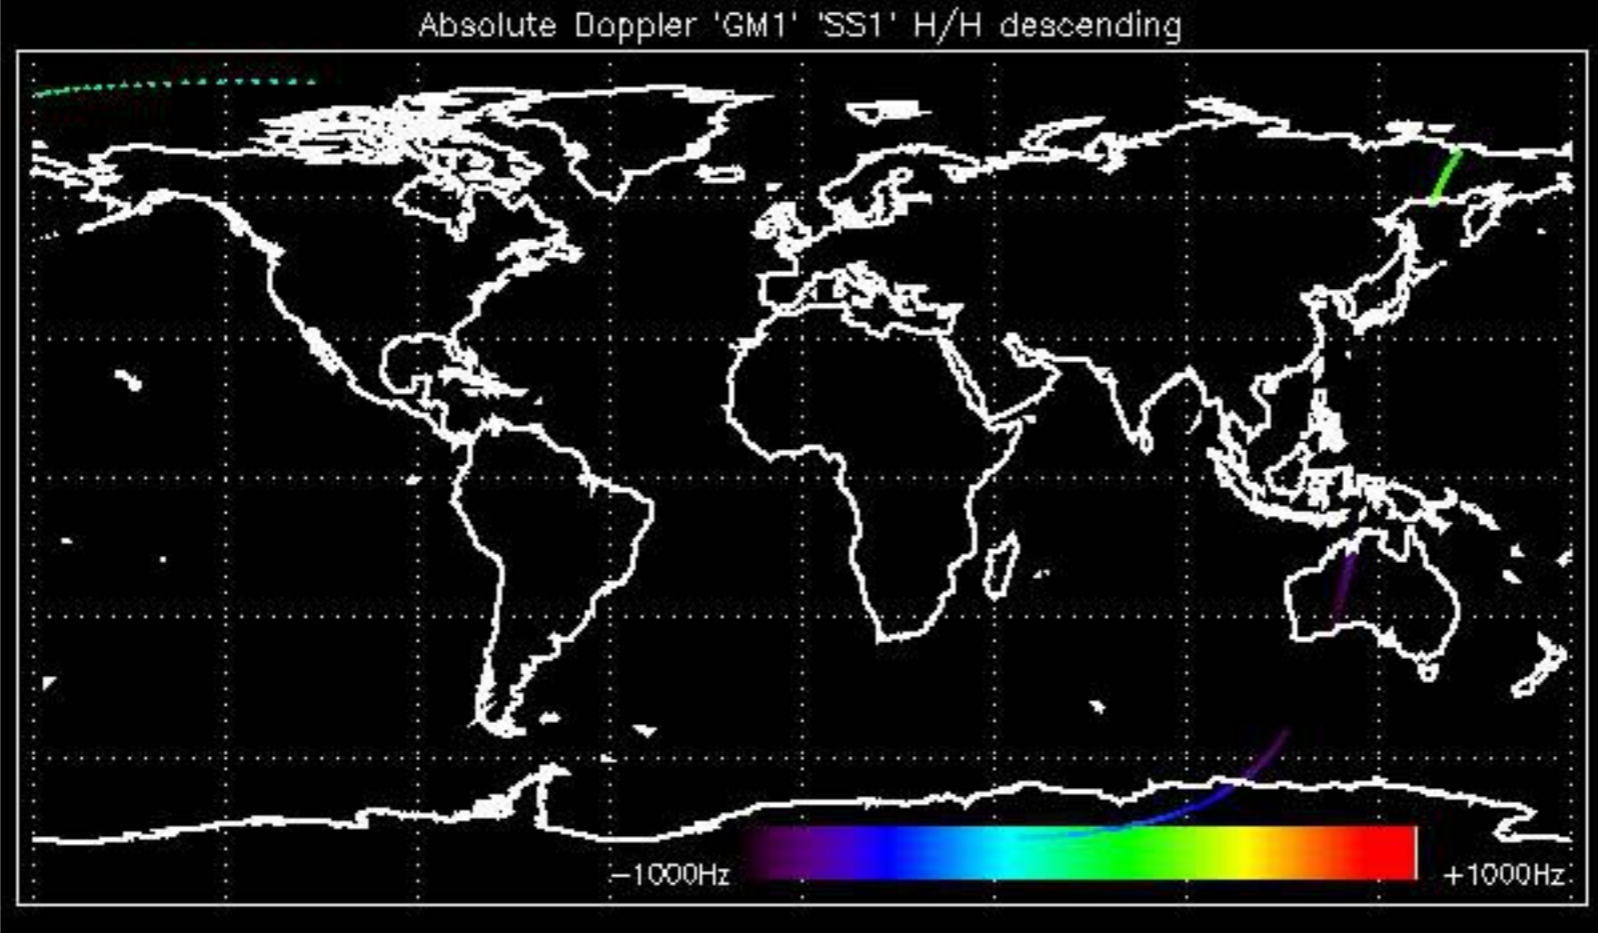 Absolute Doppler 'GM1' 'SS1' H/H descending
−1000Hz
+1000Hz